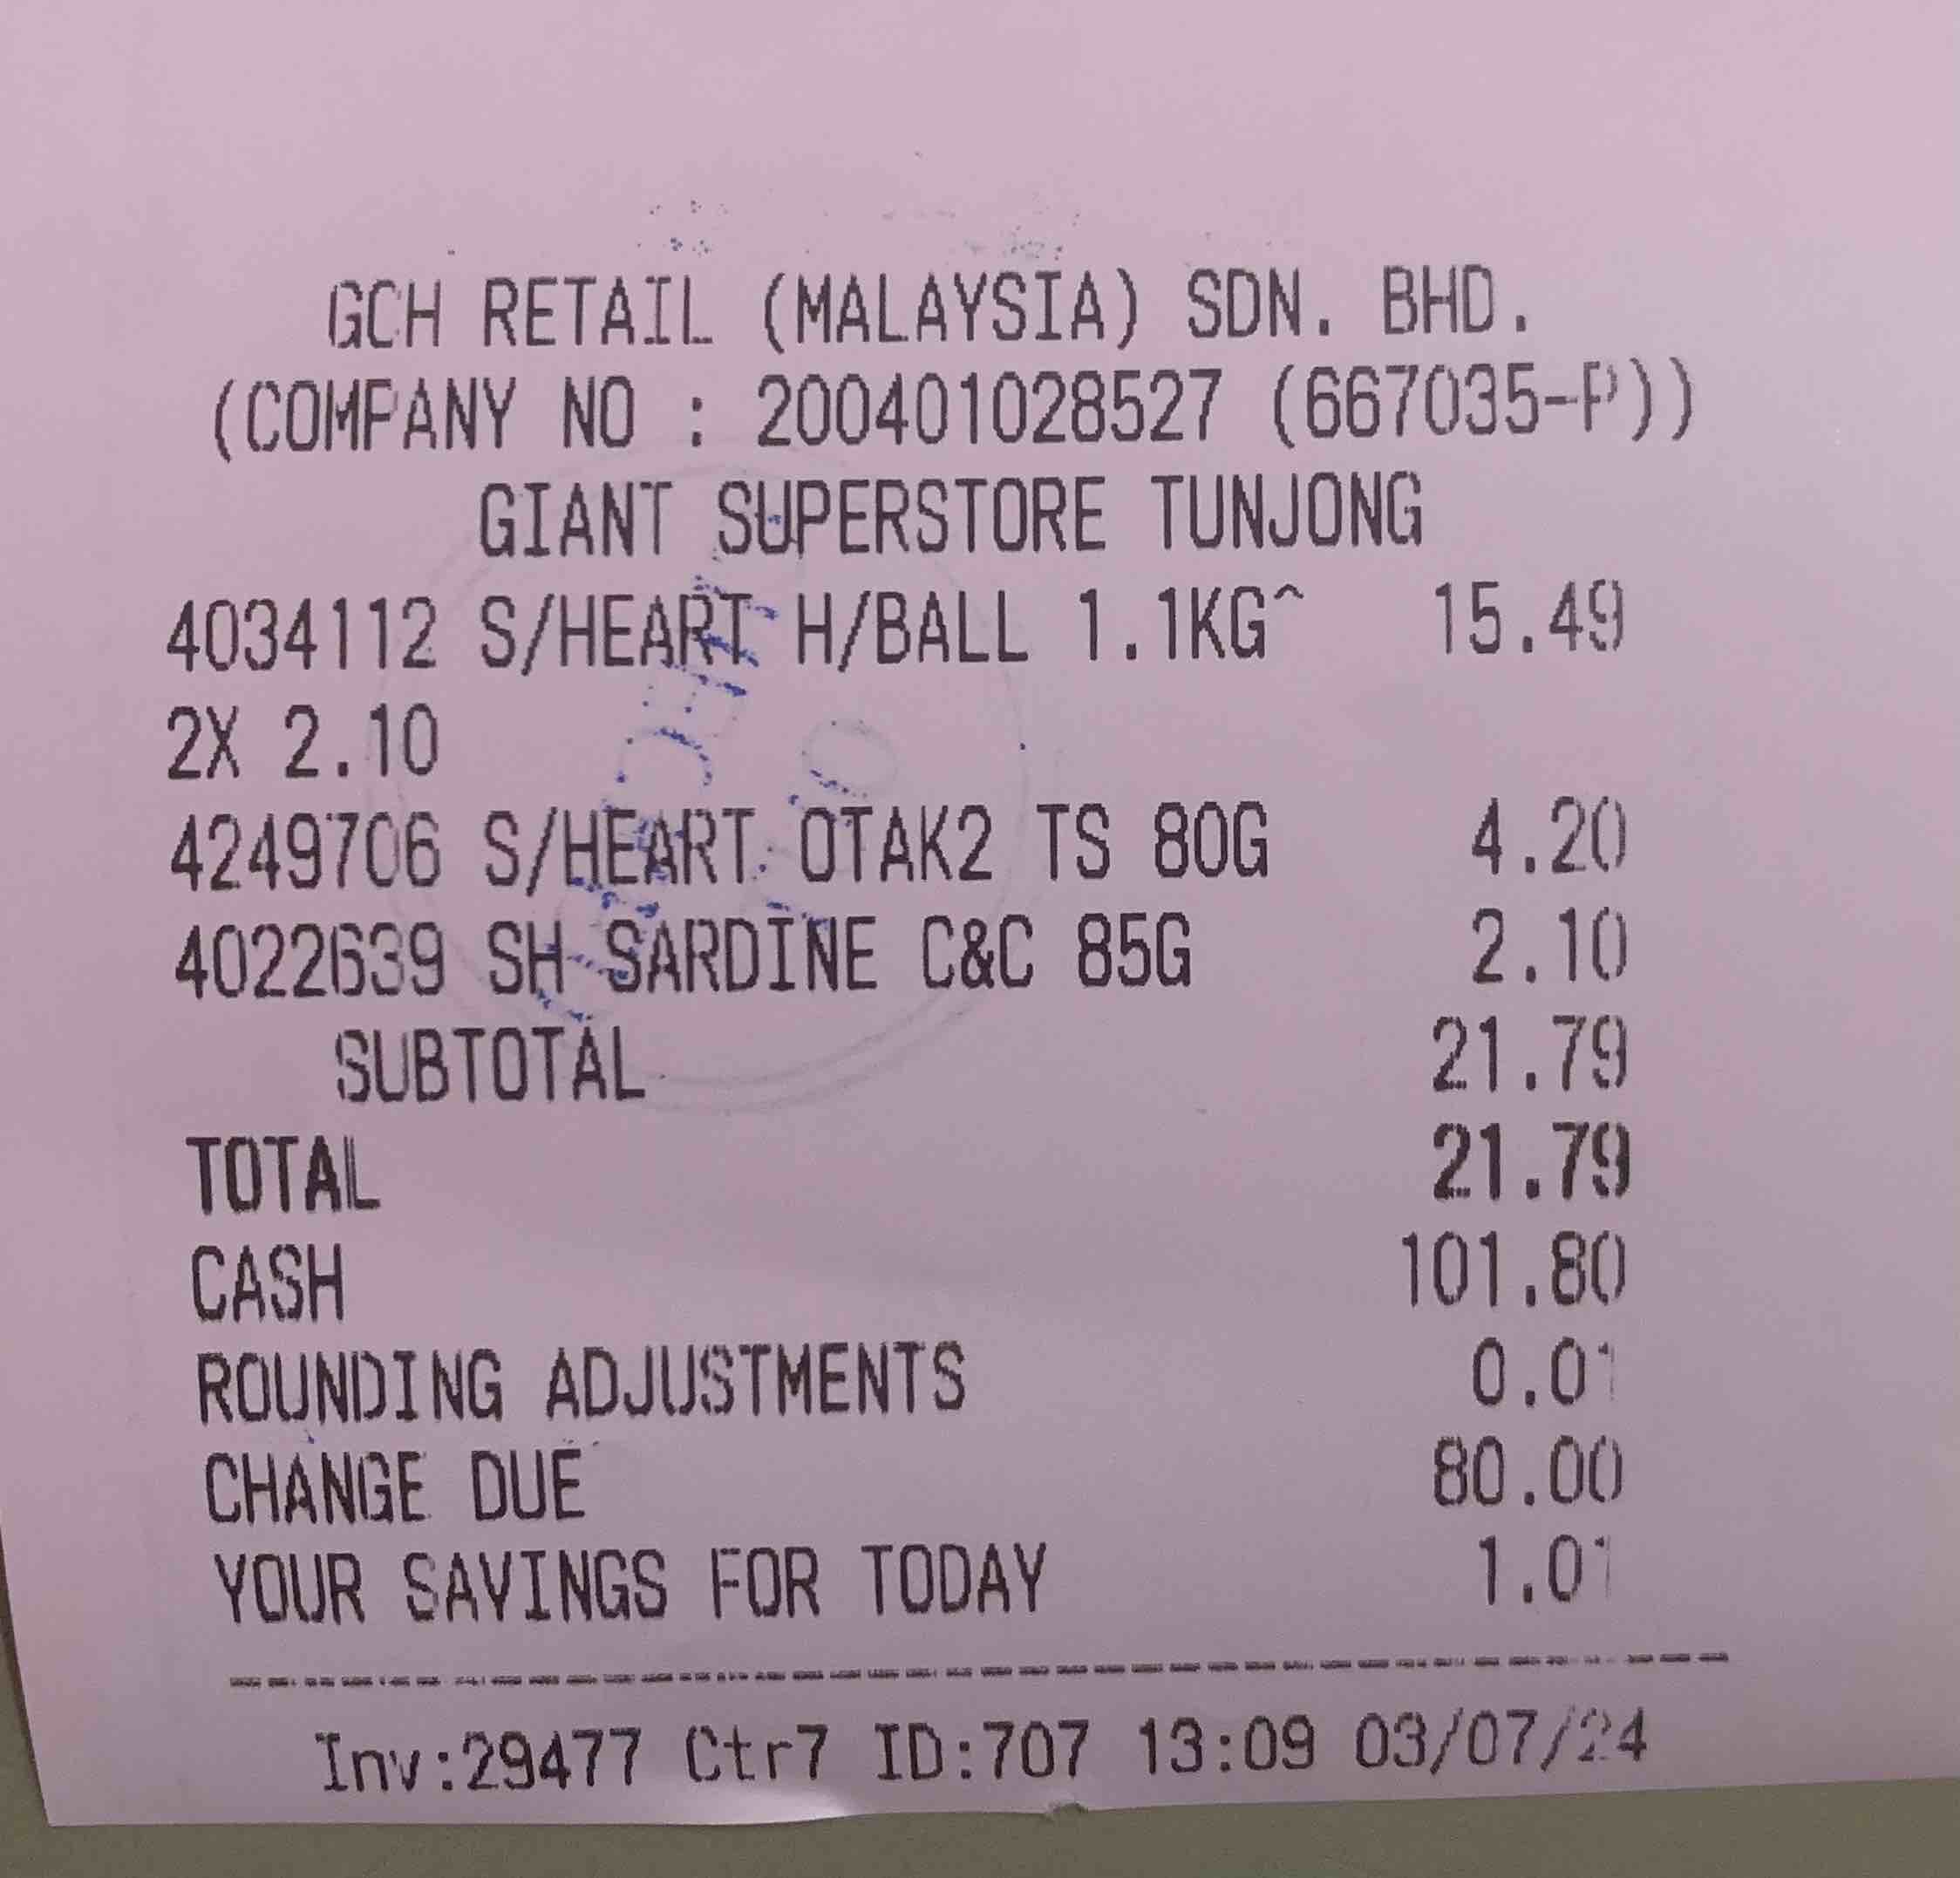 GCH RETAIL (MALAYSIA) SDN. BHD.
(COMPANY NO : 200401028527 (667035-P))
GIANT SUPERSTORE TUNJONG
4034112 S/HEART H/BALL 1.1KG^ 15.49
2X 2.10
4249706 S/HEART OTAK2 TS 80G 4.20
4022639 SH SARDINE C&C 85G 2.10
SUBTOTAL 21.79
TOTAL 21.79
CASH 101.80
ROUNDING ADJUSTMENTS 0.01
CHANGE DUE 80.00
YOUR SAVINGS FOR TODAY 1.01
Inv:29477 Ctr7 ID:707 13:09 03/07/24